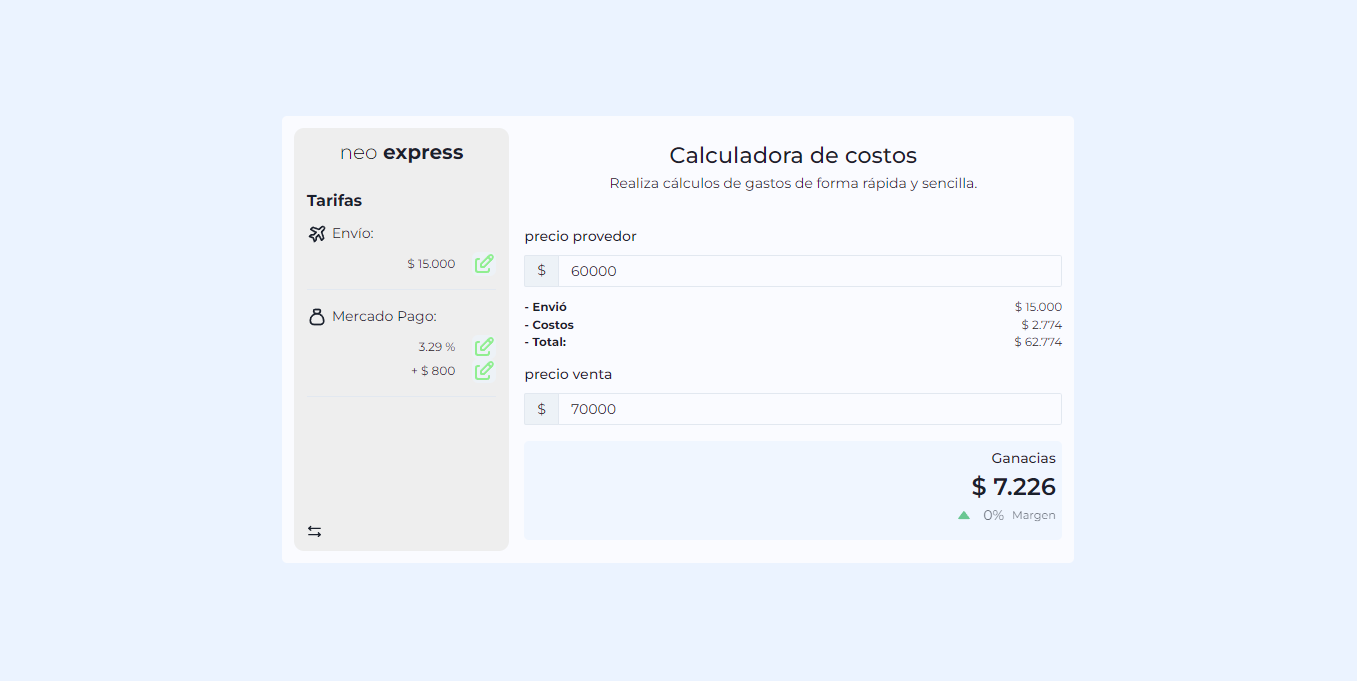 neo express
Tarifas
Envío:
$ 15.000
Mercado Pago:
3.29 %
+ $ 800
Calculadora de costos
Realiza cálculos de gastos de forma rápida y sencilla.
precio provedor
$ 60000
- Envió $ 15.000
- Costos $ 2.774
- Total: $ 62.774
precio venta
$ 70000
Ganacias
$ 7.226
0% Margen